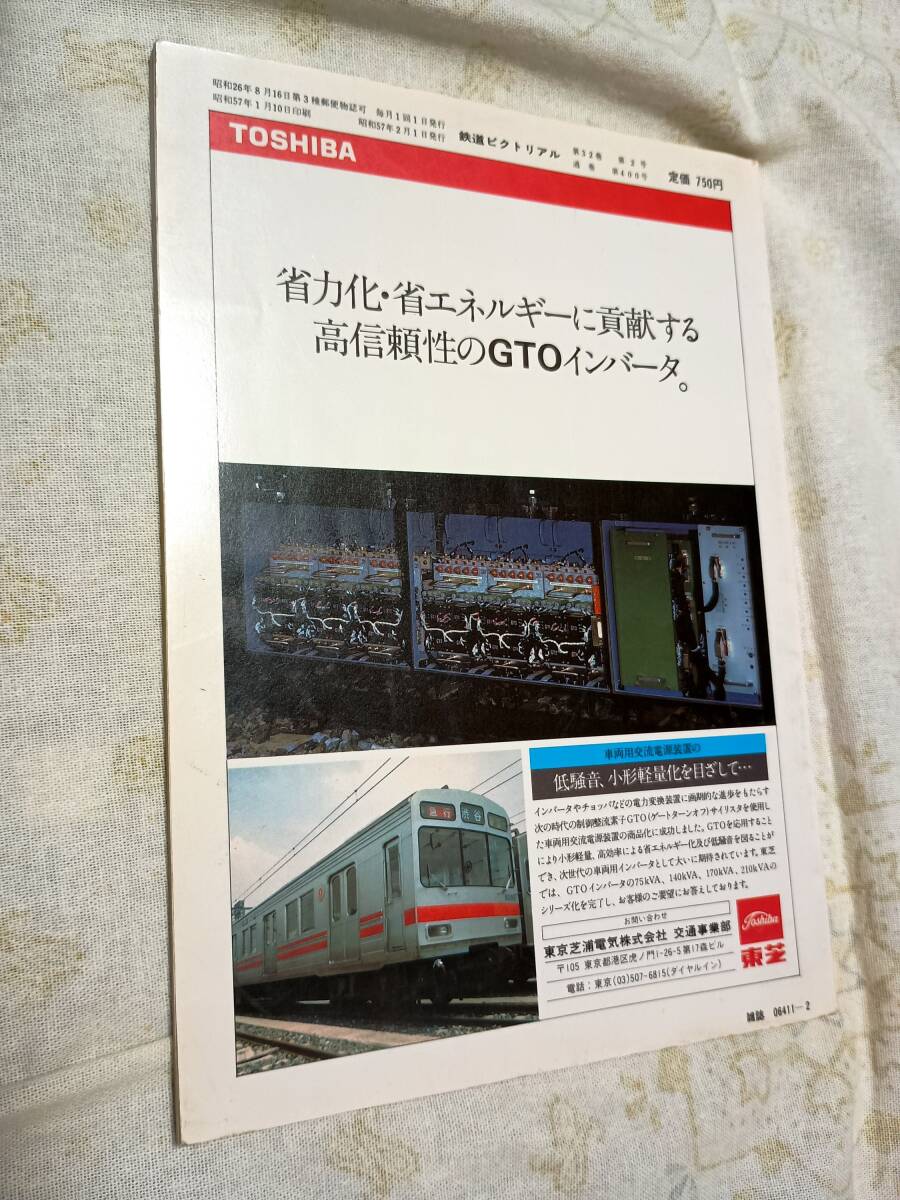 昭和26年8月16日第3種郵便物認可 毎月1回1日発行
昭和57年1月10日印刷 昭和57年2月1日発行
鉄道ピクトリアル
第32巻 第2号
通巻 第400号
定価 750円
TOSHIBA
省力化・省エネルギーに貢献する
高信頼性のGTOインバータ。
急行 渋谷
車両用交流電源装置の
低騒音、小形軽量化を目ざして…
インバータやチョッパなどの電力変換装置に画期的な進歩をもたらす
次の時代の制御整流素子GTO(ゲートターンオフ)サイリスタを使用し
た車両用交流電源装置の商品化に成功しました。GTOを応用すること
により小形軽量、高効率による省エネルギー化及び低騒音を図ることが
でき、次世代の車両用インバータとして大いに期待されています。東芝
では、GTOインバータの75kVA、140kVA、170kVA、210kVAの
シリーズ化を完了し、お客様のご要望にお答えしております。
お問い合わせ
東京芝浦電気株式会社 交通事業部
〒105 東京都港区虎ノ門1-26-5 第17森ビル
電話：東京(03)507-6815(ダイヤルイン)
Toshiba
東芝
雑誌 06411-2